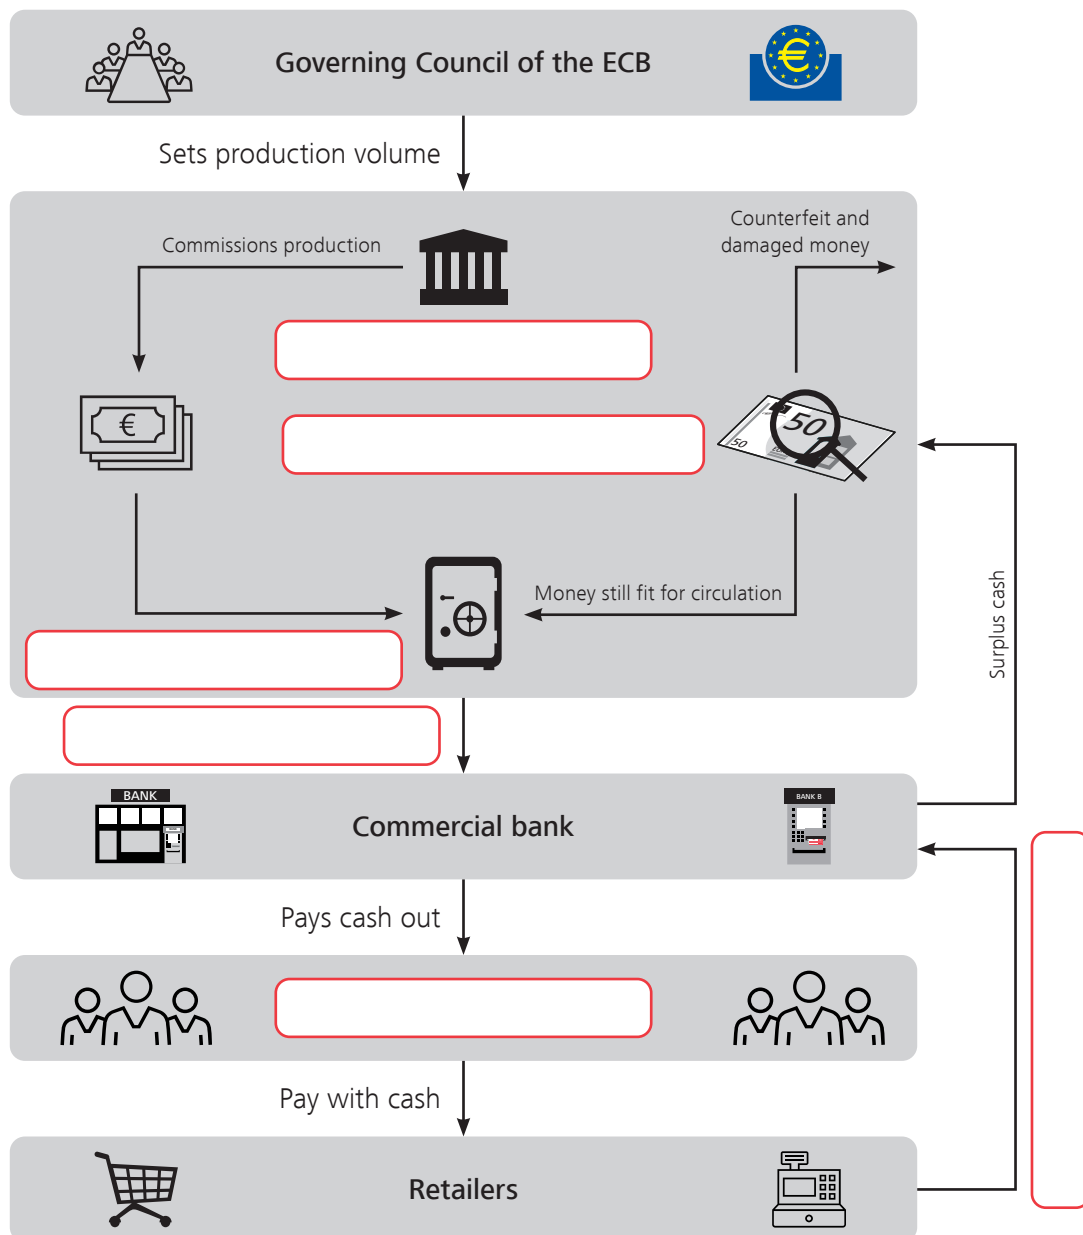 Governing Council of the ECB
€
Sets production volume
Commissions production
Counterfeit and
damaged money
€
50
50
Money still fit for circulation
Surplus cash
BANK
BANK B
Commercial bank
Pays cash out
Pay with cash
Retailers